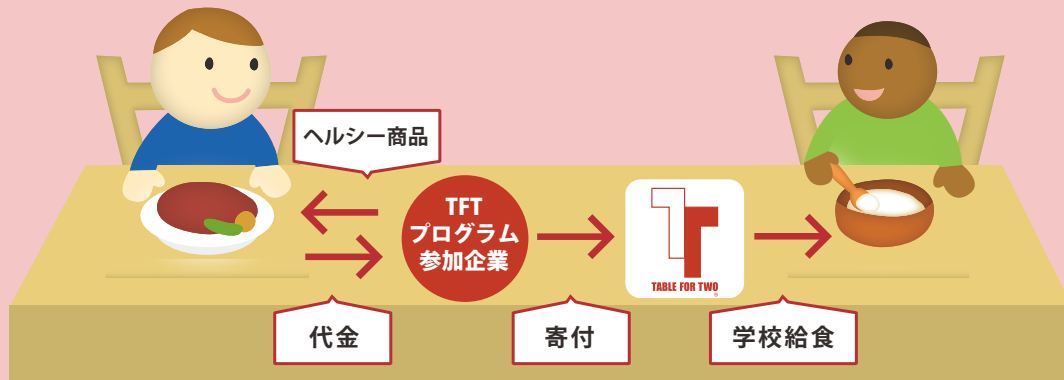 ヘルシー商品
TFT
プログラム
参加企業
TABLE FOR TWO
®
代金
寄付
学校給食